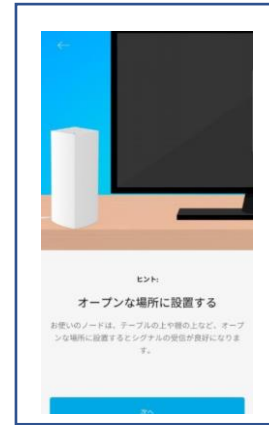 ヒント:
オープンな場所に設置する
お使いのノードは、テーブルの上や棚の上など、オープ
ンな場所に設置するとシグナルの受信が良好になりま
す。
次へ